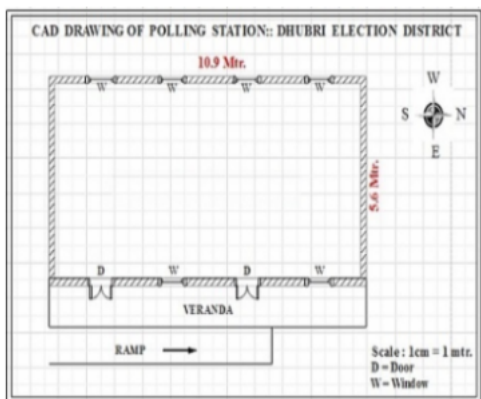 CAD DRAWING OF POLLING STATION:: DHUBRI ELECTION DISTRICT
10.9 Mtr.
W W W W
W
S N
E
5.6 Mtr.
D W D W
VERANDA
RAMP
Scale : 1cm = 1 mtr.
D = Door
W = Window